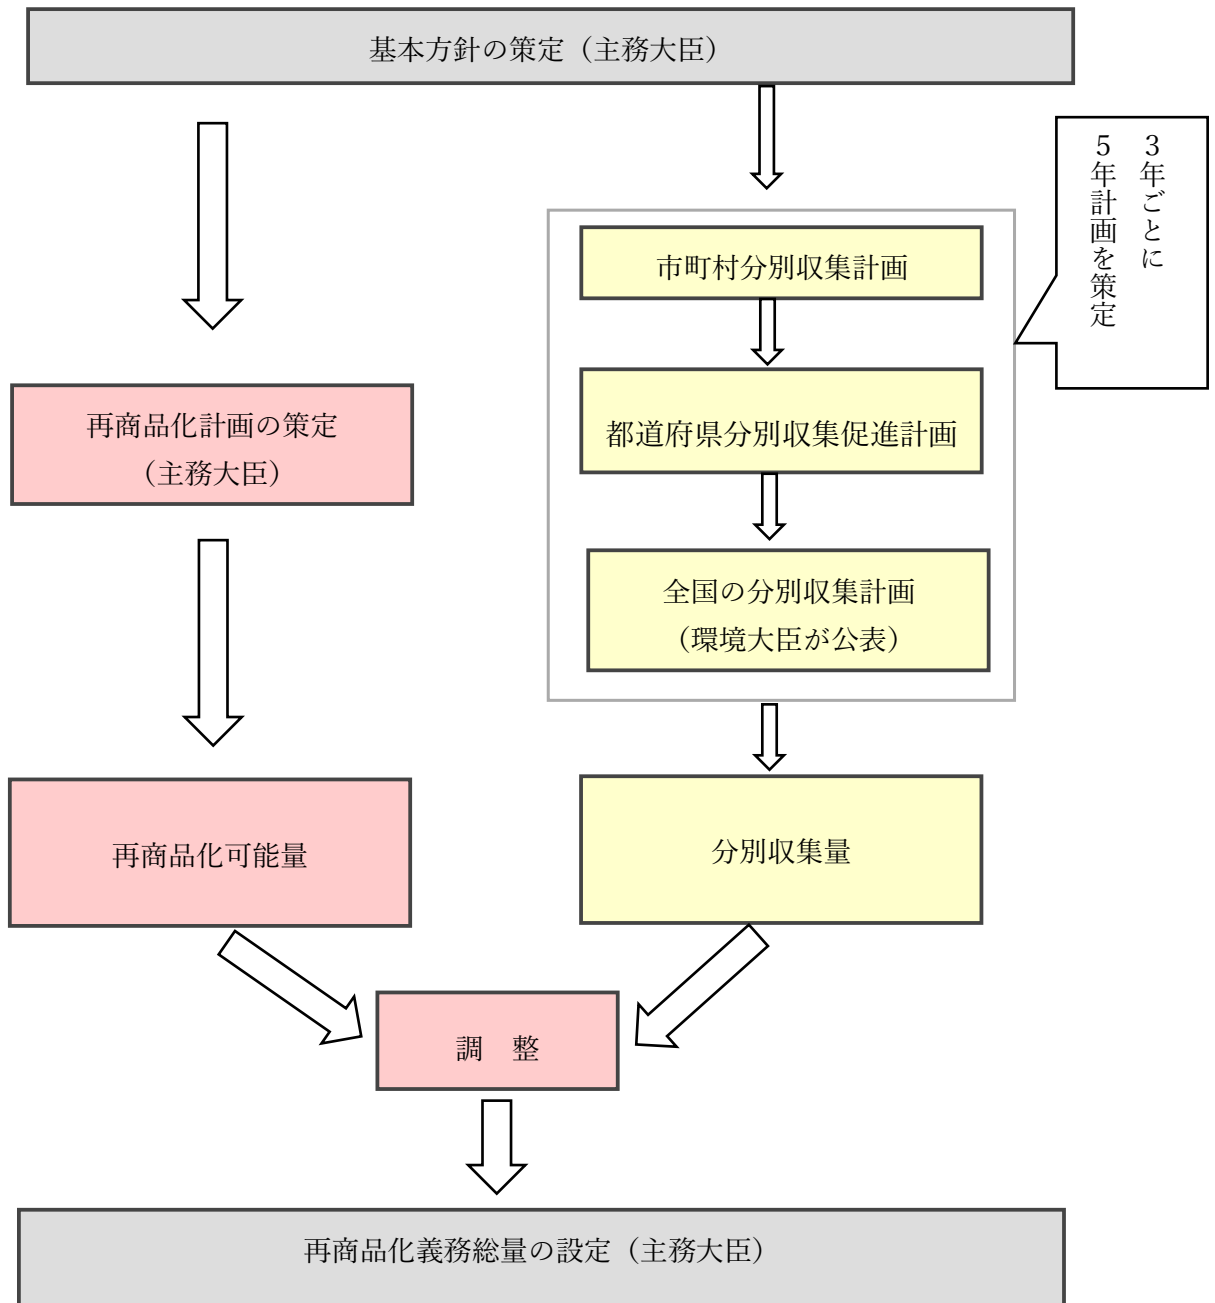 基本方針の策定（主務大臣）
３年ごとに
５年計画を策定
市町村分別収集計画
都道府県分別収集促進計画
全国の分別収集計画
（環境大臣が公表）
再商品化計画の策定
（主務大臣）
再商品化可能量
分別収集量
調　整
再商品化義務総量の設定（主務大臣）